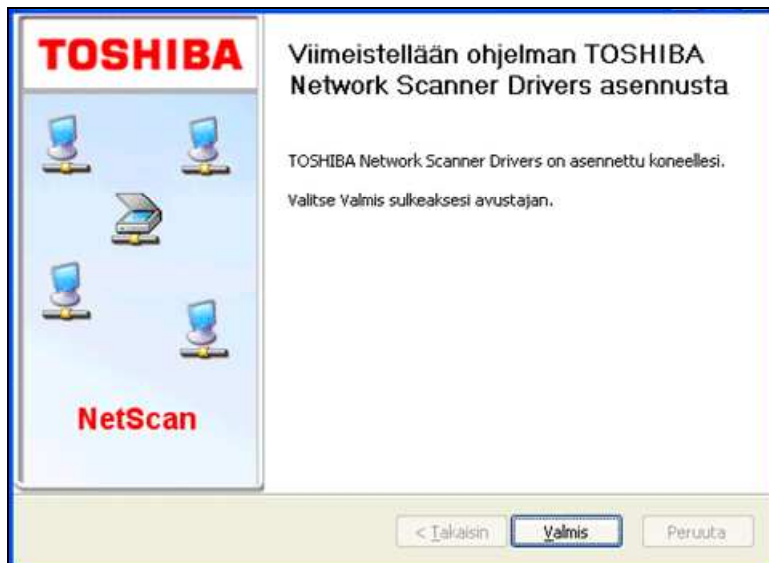 TOSHIBA
Viimeistellään ohjelman TOSHIBA
Network Scanner Drivers asennusta
TOSHIBA Network Scanner Drivers on asennettu koneellesi.
Valitse Valmis sulkeaksesi avustajan.
NetScan
< Takaisin
Valmis
Peruuta